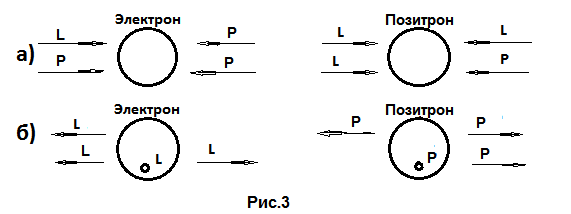 Электрон Позитрон
а) L P L L
P P L P
б) Электрон Позитрон
L L P P
L L P P
Рис.3